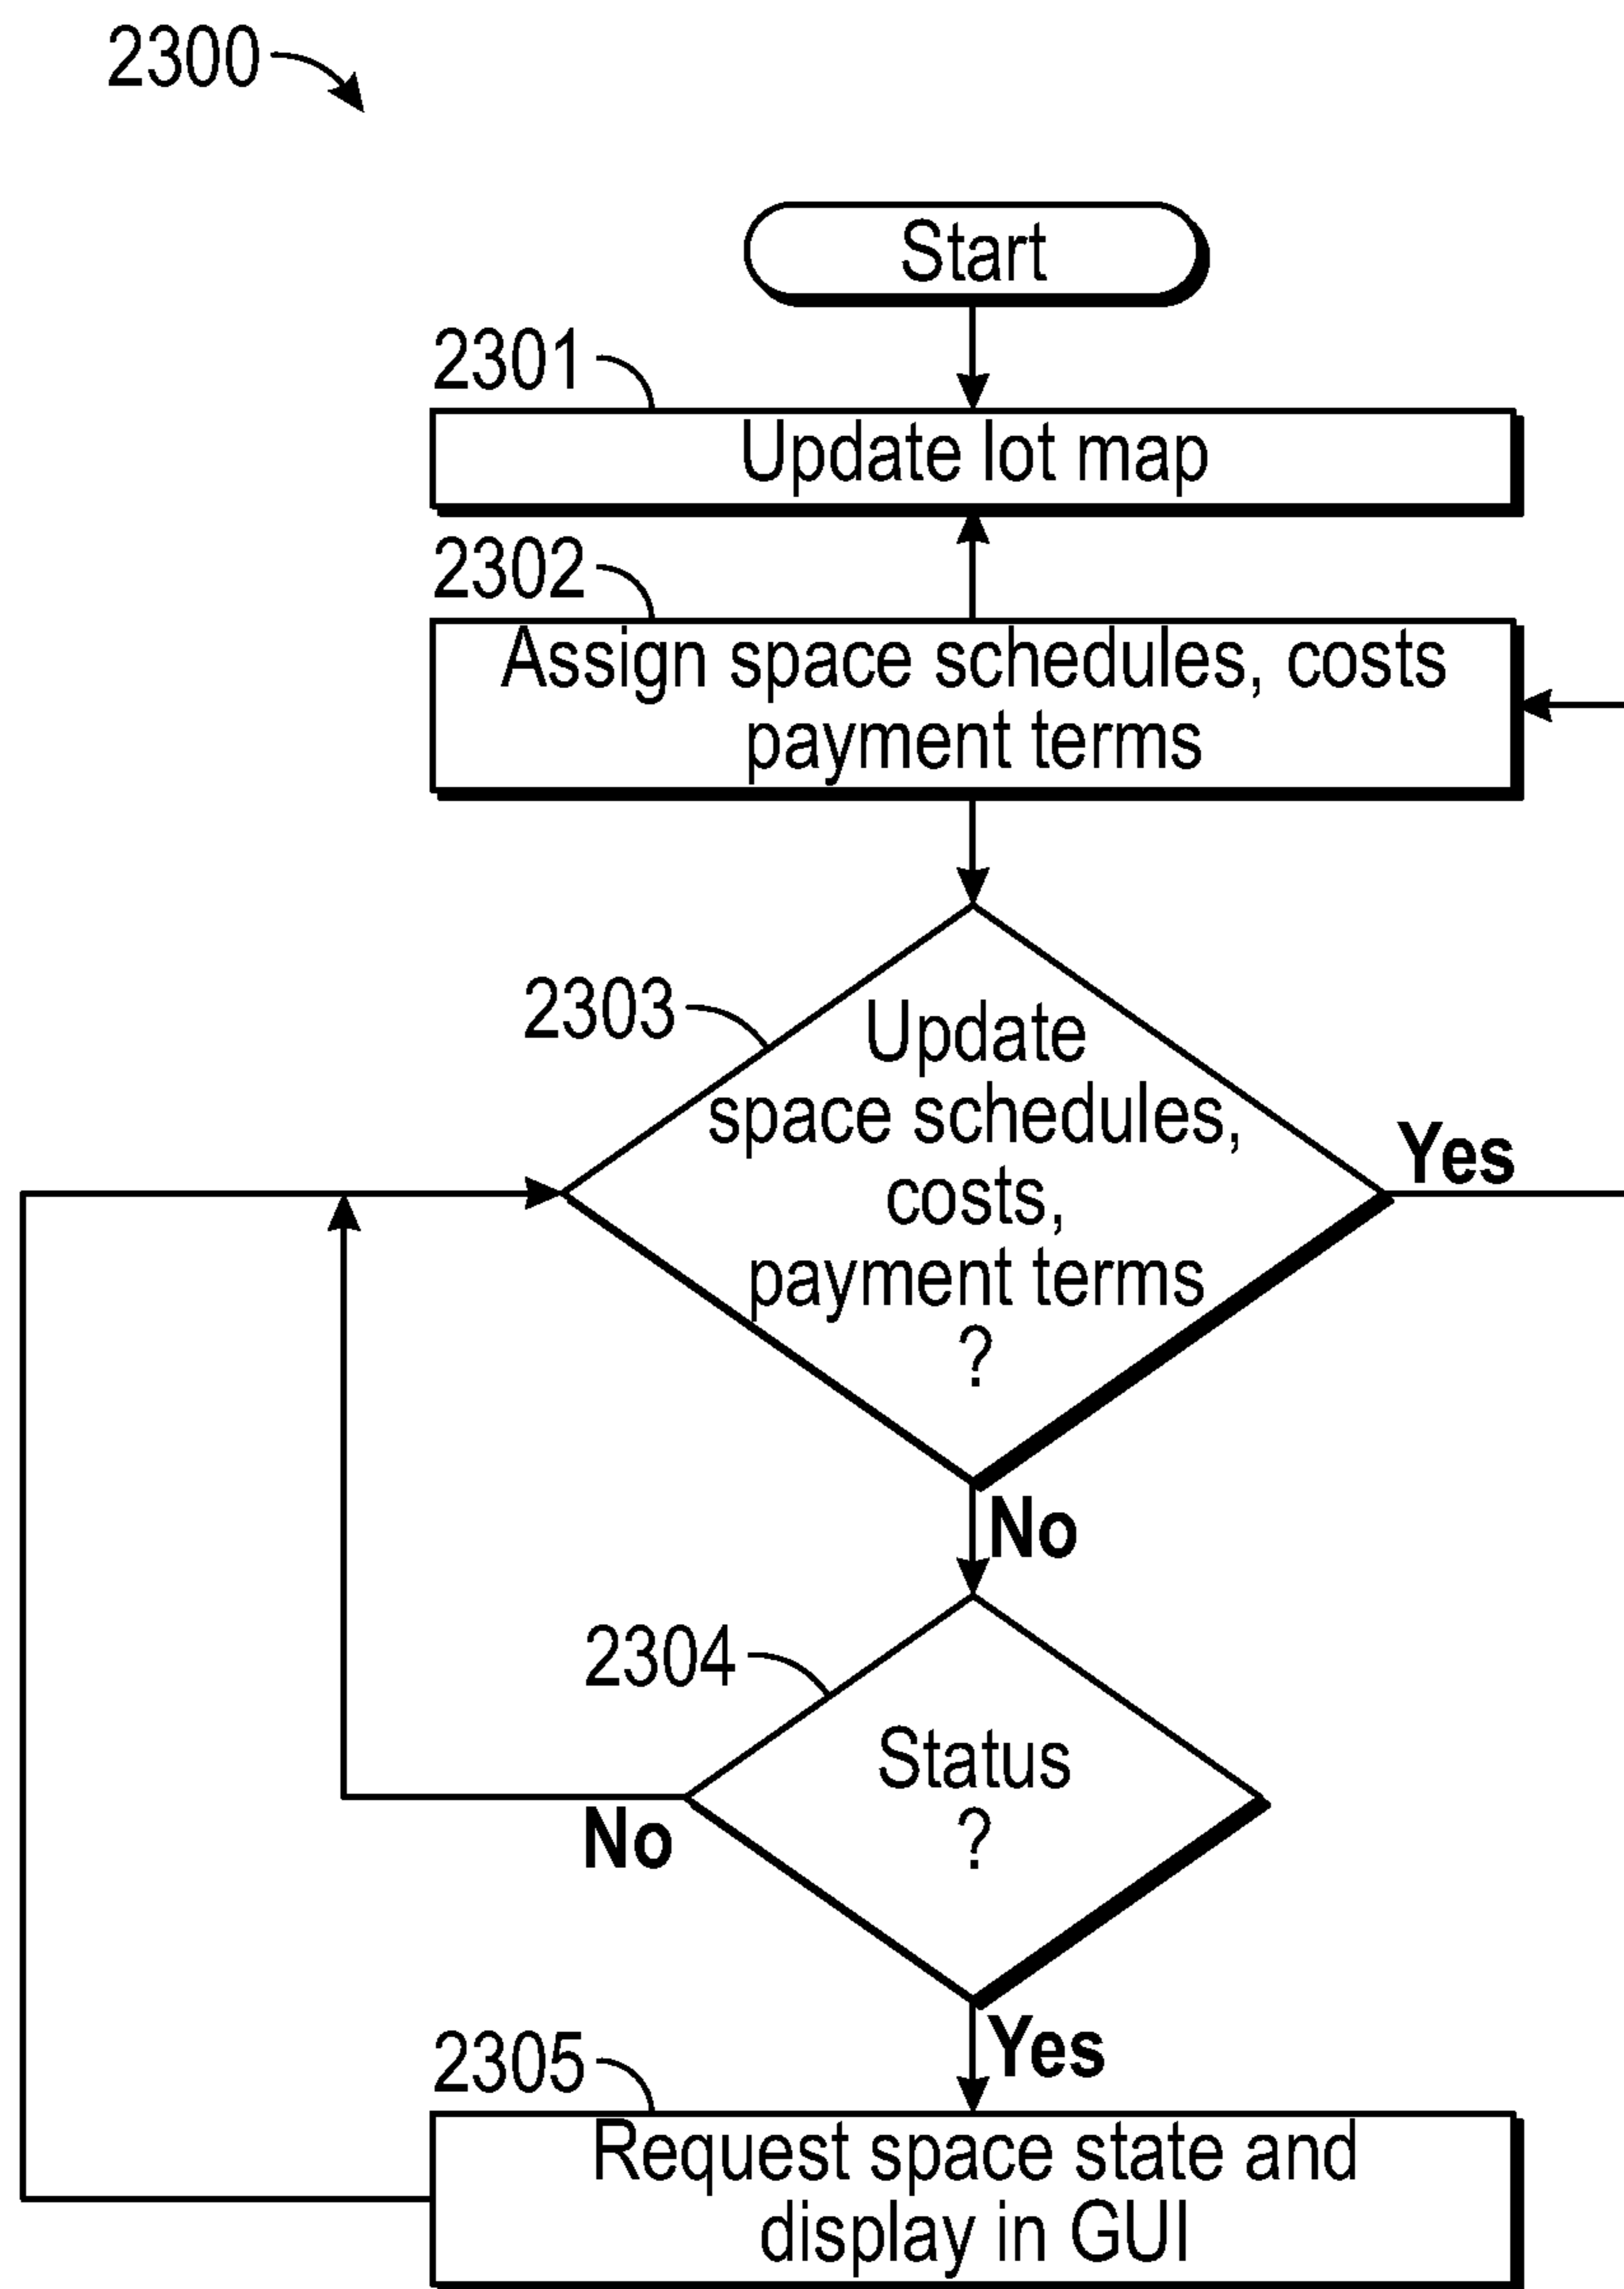 2300
Start
2301
Update lot map
2302
Assign space schedules, costs
payment terms
2303
Update
space schedules,
costs,
payment terms
?
Yes
No
2304
Status
?
No
Yes
2305
Request space state and
display in GUI